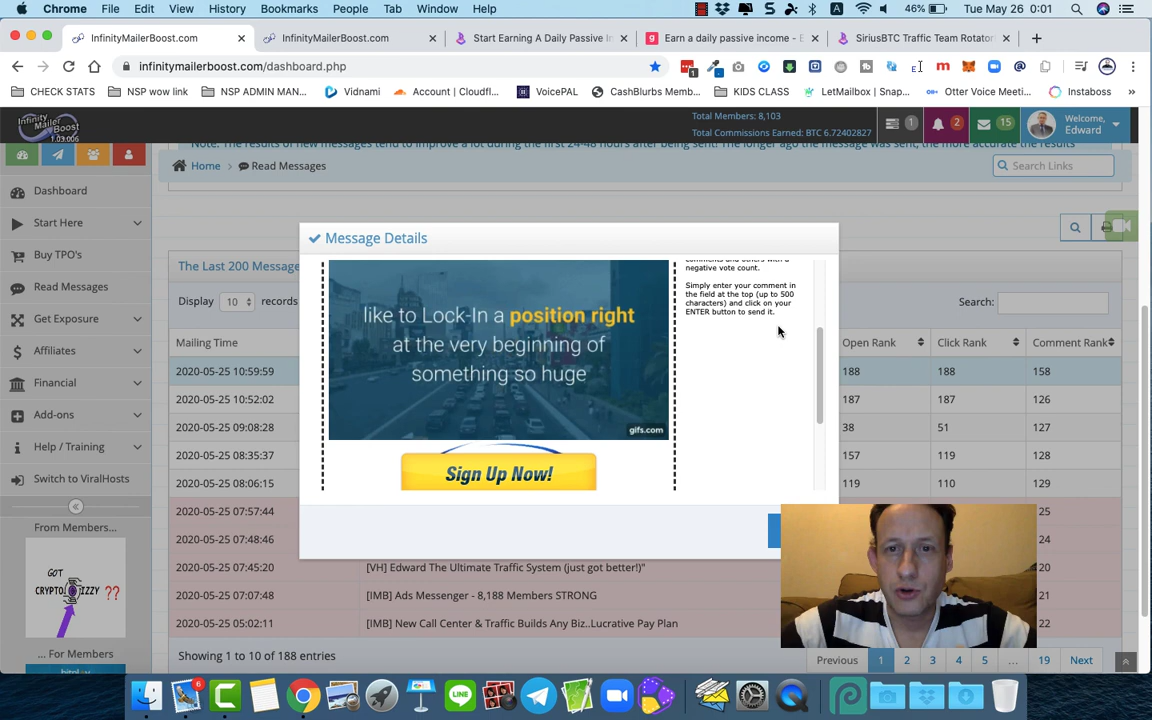 Chrome File Edit View History Bookmarks People Tab Window Help 46% Tue May 26 0:01
InfinityMailerBoost.com InfinityMailerBoost.com Start Earning A Daily Passive In Earn a daily passive income - E SiriusBTC Traffic Team Rotator
infinitymailerboost.com/dashboard.php
CHECK STATS NSP wow link NSP ADMIN MAN... Vidnami Account | Cloudfl... VoicePAL CashBlurbs Memb... KIDS CLASS LetMailbox | Snap... Otter Voice Meeti... Instaboss
Infinity
MailerBoost
1.03.006
Total Members: 8,103
Total Commissions Earned: BTC 6.72402827
1
2
15
Welcome,
Edward
Note: The results of new messages tend to improve a lot during the first 24-48 hours after being sent! The longer ago the message was sent, the more accurate the results
Home Read Messages
Search Links
Dashboard
Start Here
Buy TPO's
Read Messages
Get Exposure
Affiliates
Financial
Add-ons
Help / Training
Switch to ViralHosts
From Members...
GOT
CRYPTO IZZY ??
... For Members
Message Details
negative vote count.
Simply enter your comment in
the field at the top (up to 500
characters) and click on your
ENTER button to send it.
like to Lock-In a position right
at the very beginning of
something so huge
gifs.com
Sign Up Now!
The Last 200 Message
Display 10 records
Search:
Mailing Time Open Rank Click Rank Comment Rank
2020-05-25 10:59:59 188 188 158
2020-05-25 10:52:02 187 187 126
2020-05-25 09:08:28 38 51 127
2020-05-25 08:35:37 157 119 128
2020-05-25 08:06:15 119 110 129
2020-05-25 07:57:44 25
2020-05-25 07:48:46 24
2020-05-25 07:45:20 [VH] Edward The Ultimate Traffic System (just got better!)" 20
2020-05-25 07:07:48 [IMB] Ads Messenger - 8,188 Members STRONG 21
2020-05-25 05:02:11 [IMB] New Call Center & Traffic Builds Any Biz..Lucrative Pay Plan 22
Showing 1 to 10 of 188 entries
Previous 1 2 3 4 5 ... 19 Next
6